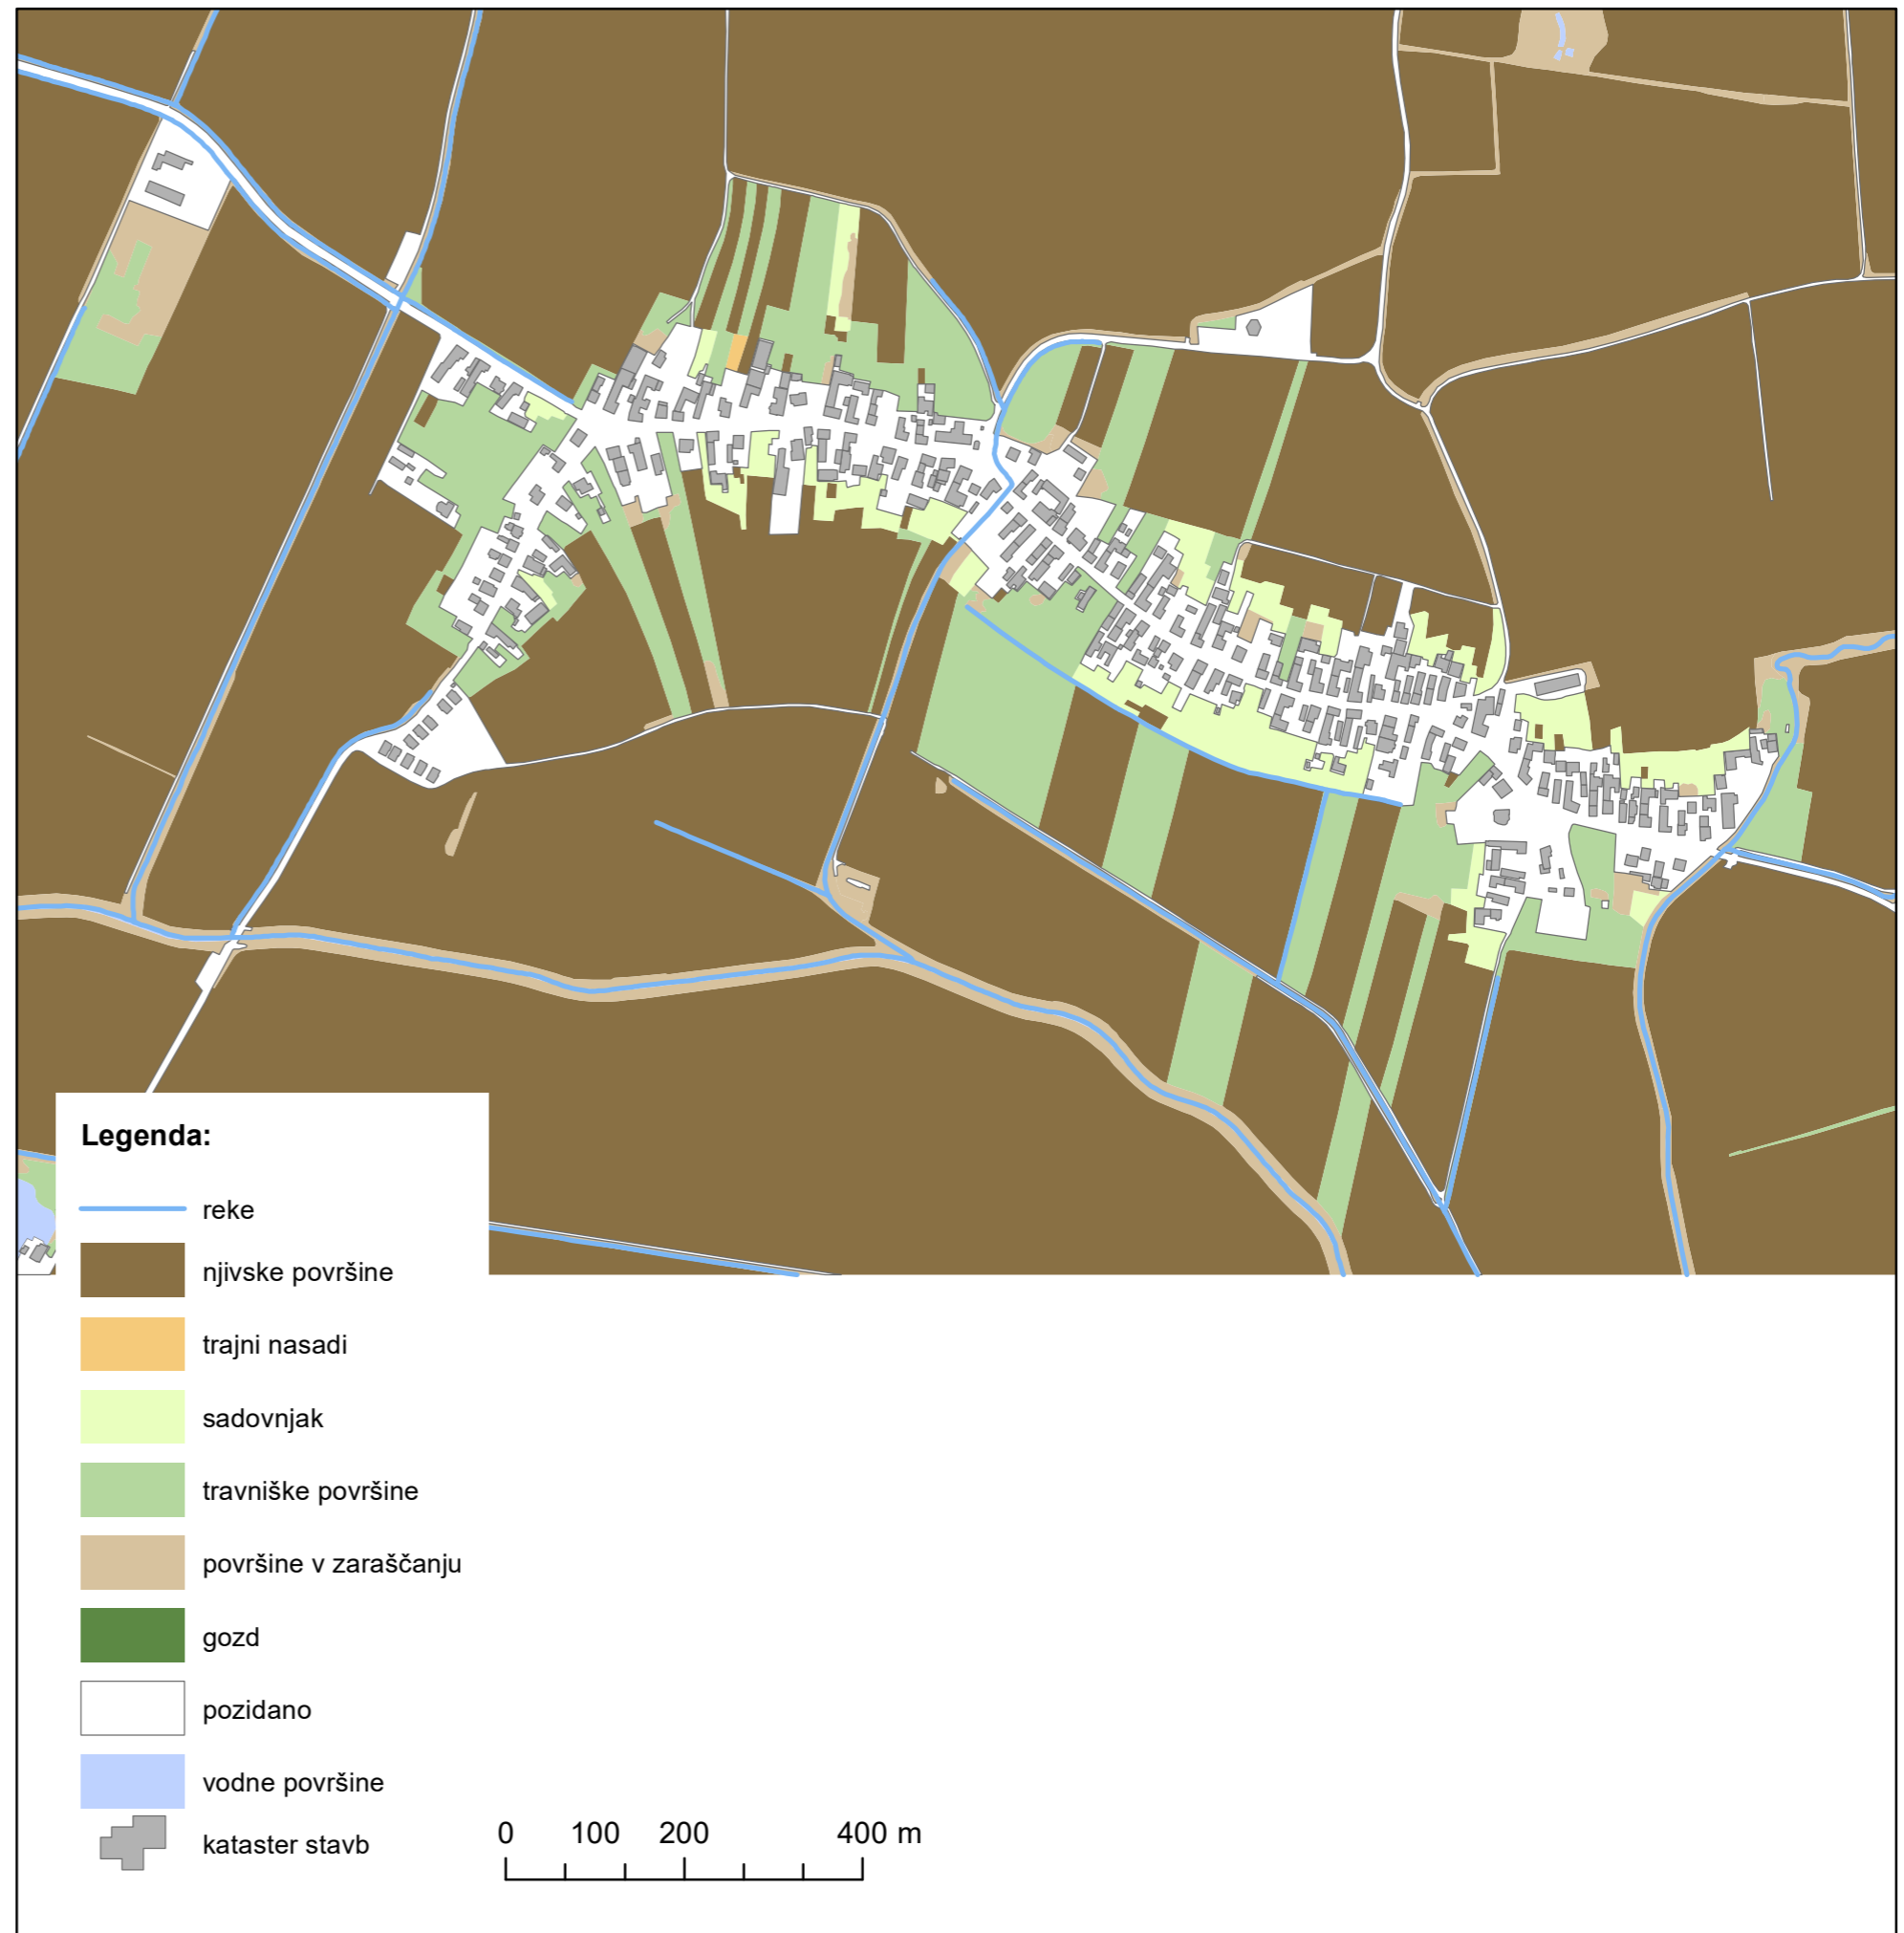 Legenda:
reke
njivske površine
trajni nasadi
sadovnjak
travniške površine
površine v zaraščanju
gozd
pozidano
vodne površine
kataster stavb
0 100 200 400 m